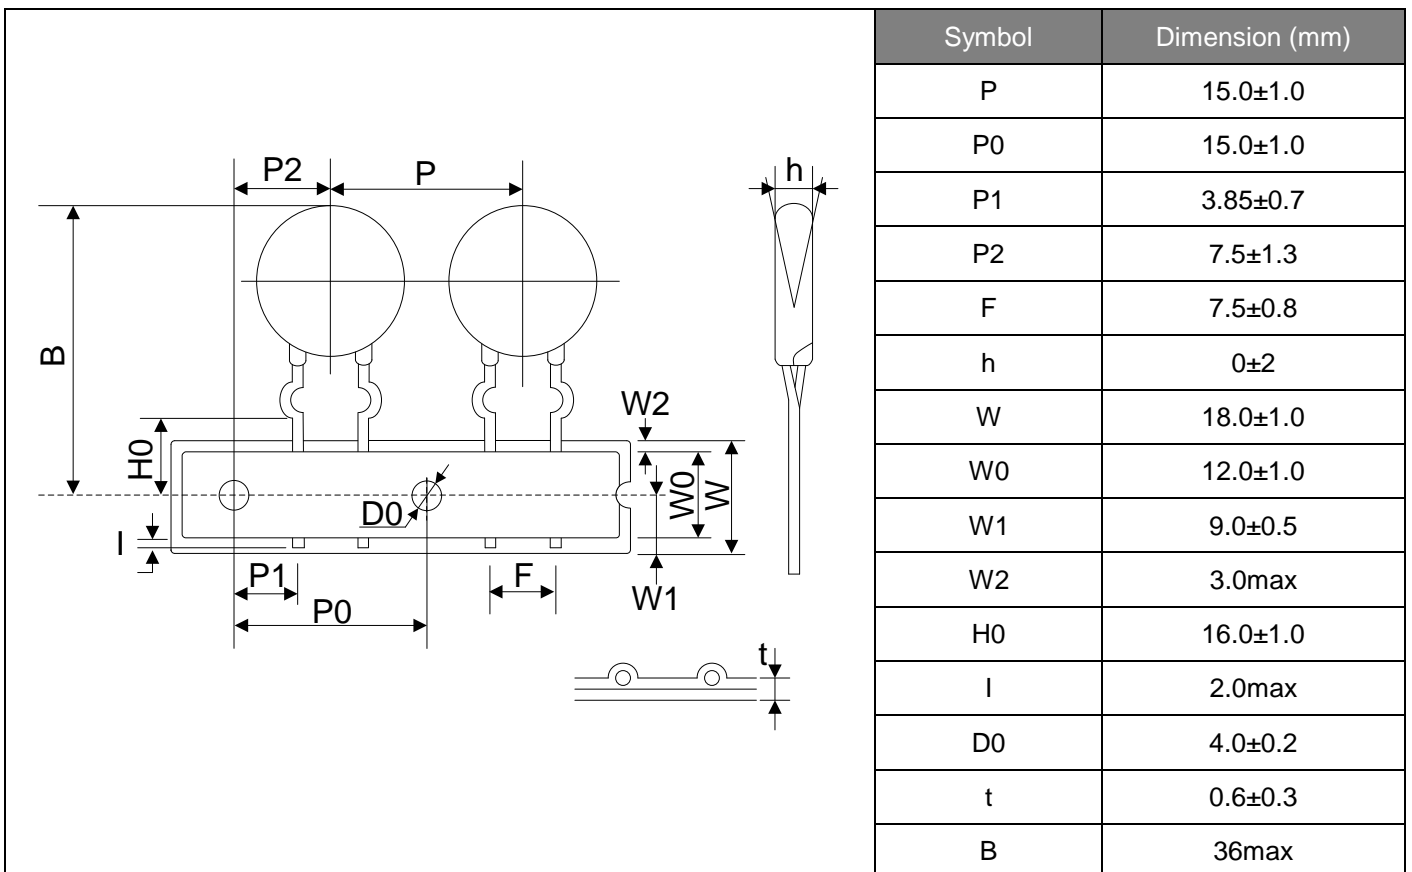 P2
P
h
B
H0
W2
W0
W
D0
I
P1
F
W1
P0
t
Symbol Dimension (mm)
P 15.0±1.0
P0 15.0±1.0
P1 3.85±0.7
P2 7.5±1.3
F 7.5±0.8
h 0±2
W 18.0±1.0
W0 12.0±1.0
W1 9.0±0.5
W2 3.0max
H0 16.0±1.0
I 2.0max
D0 4.0±0.2
t 0.6±0.3
B 36max